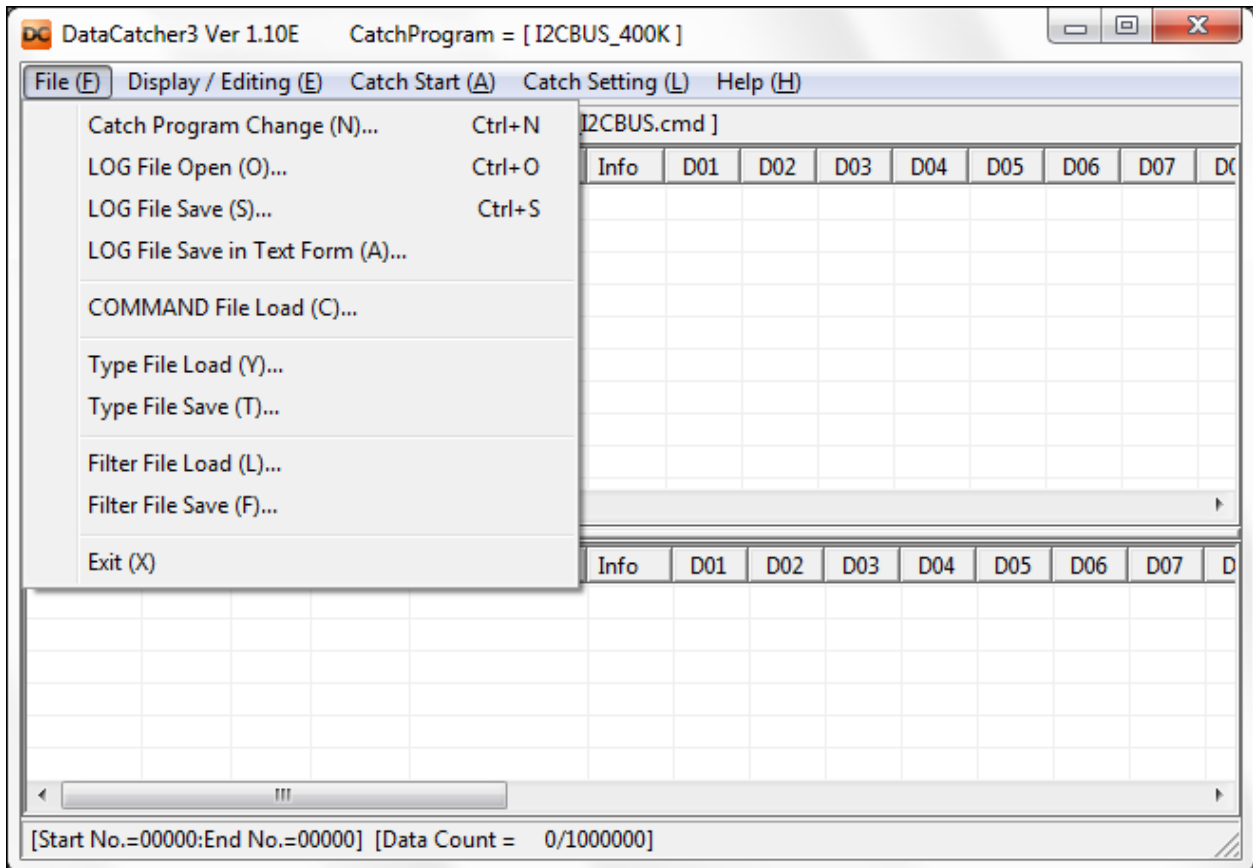 DC DataCatcher3 Ver 1.10E CatchProgram = [ I2CBUS_400K ]
File (F) Display / Editing (E) Catch Start (A) Catch Setting (L) Help (H)
Catch Program Change (N)... Ctrl+N I2CBUS.cmd ]
LOG File Open (O)... Ctrl+O Info D01 D02 D03 D04 D05 D06 D07
LOG File Save (S)... Ctrl+S
LOG File Save in Text Form (A)...
COMMAND File Load (C)...
Type File Load (Y)...
Type File Save (T)...
Filter File Load (L)...
Filter File Save (F)...
Exit (X) Info D01 D02 D03 D04 D05 D06 D07 D
[Start No.=00000:End No.=00000] [Data Count = 0/1000000]